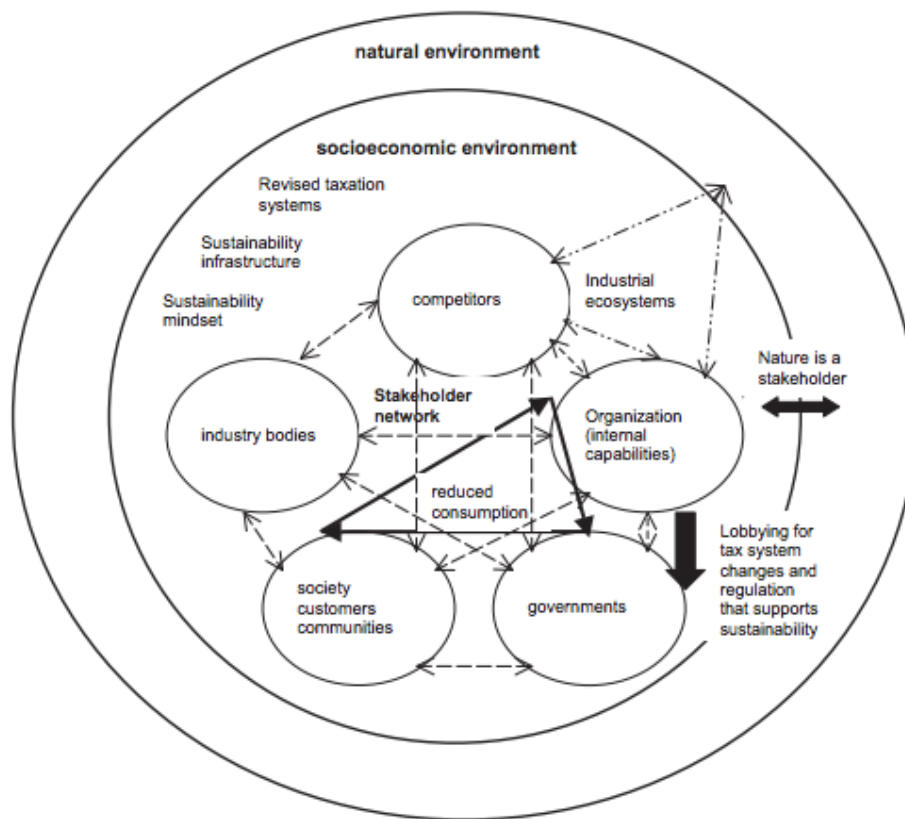 natural environment
socioeconomic environment
Revised taxation
systems
Sustainability
infrastructure
Sustainability
mindset
competitors
Industrial
ecosystems
Nature is a
stakeholder
Stakeholder
network
industry bodies
Organization
(internal
capabilities)
reduced
consumption
Lobbying for
tax system
changes and
regulation
that supports
sustainability
society
customers
communities
governments